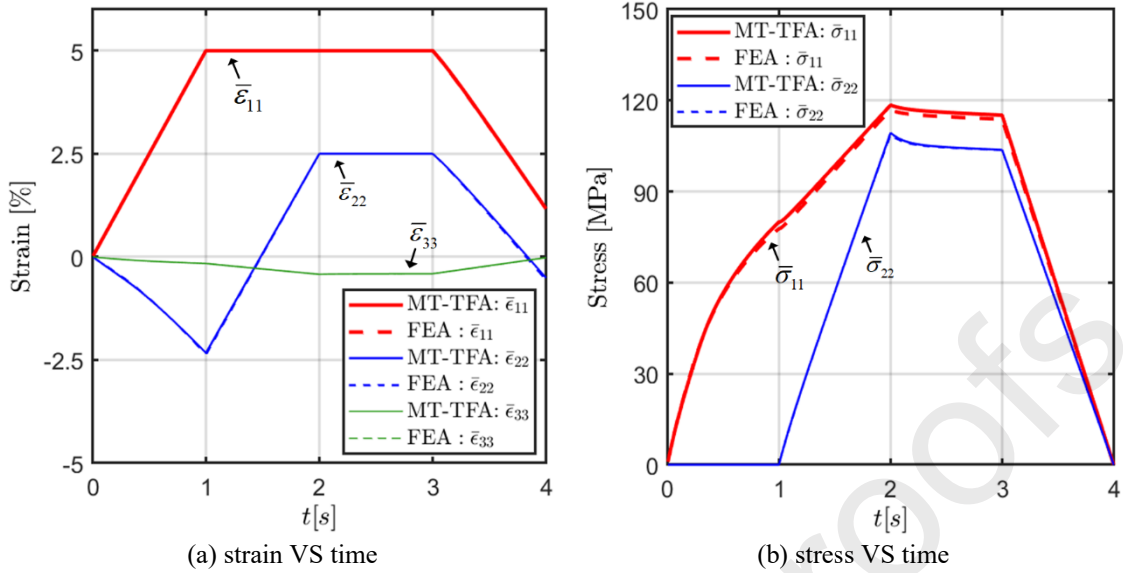 5
2.5
0
-2.5
-5
Strain [%]
ε̄₁₁
ε̄₂₂
ε̄₃₃
MT-TFA: ε̄₁₁
FEA : ε̄₁₁
MT-TFA: ε̄₂₂
FEA : ε̄₂₂
MT-TFA: ε̄₃₃
FEA : ε̄₃₃
0 1 2 3 4
t[s]
(a) strain VS time
150
120
90
60
30
0
Stress [MPa]
MT-TFA: σ̄₁₁
FEA : σ̄₁₁
MT-TFA: σ̄₂₂
FEA : σ̄₂₂
σ̄₁₁
σ̄₂₂
0 1 2 3 4
t[s]
(b) stress VS time
roofs